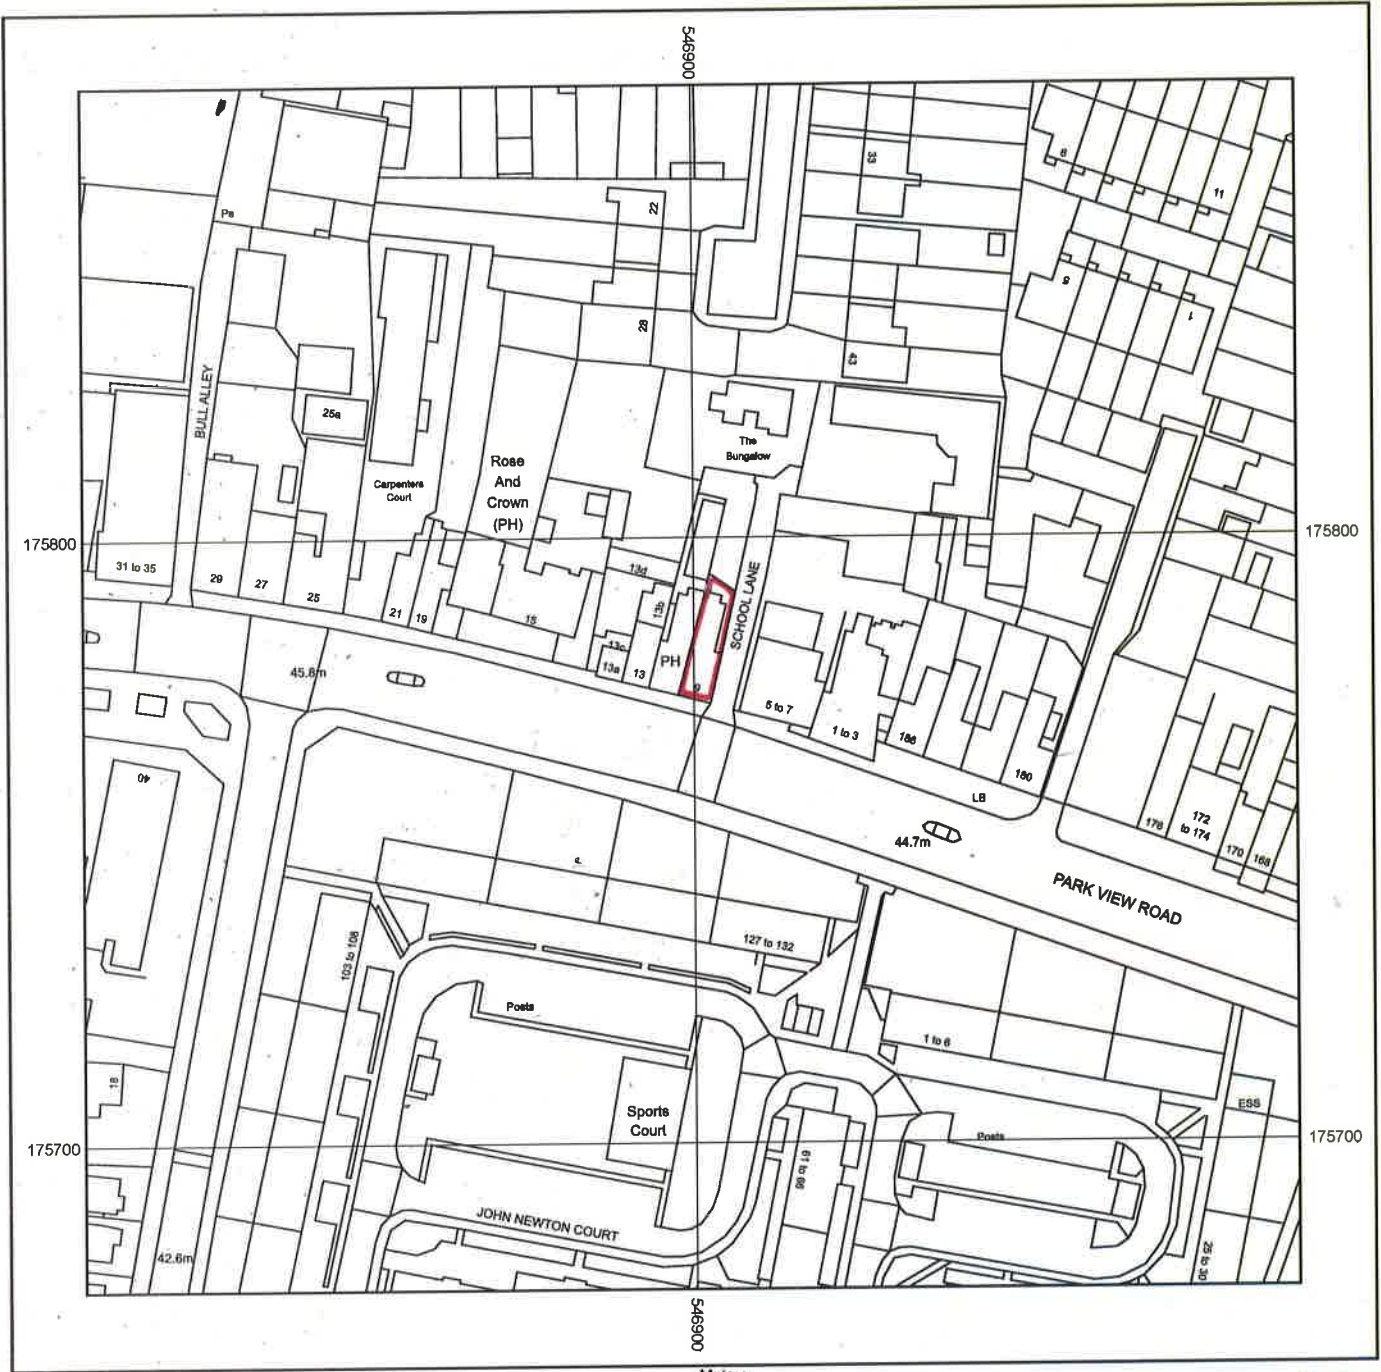 546900
33
9
11
22
Ps
5
1
28
43
BULL ALLEY
25a
The
Bungalow
Rose
And
Crown
(PH)
Carpenters
Court
175800
175800
31 to 35
29
27
25
21
19
15
13d
13b
13c
13a
13
PH
9
SCHOOL LANE
5 to 7
1 to 3
186
180
LB
45.8m
40
44.7m
178
172
to 174
170
168
PARK VIEW ROAD
103 to 108
127 to 132
Posts
1 to 6
18
Sports
Court
61 to 66
Posts
ESS
175700
175700
JOHN NEWTON COURT
42.6m
25 to 30
546900